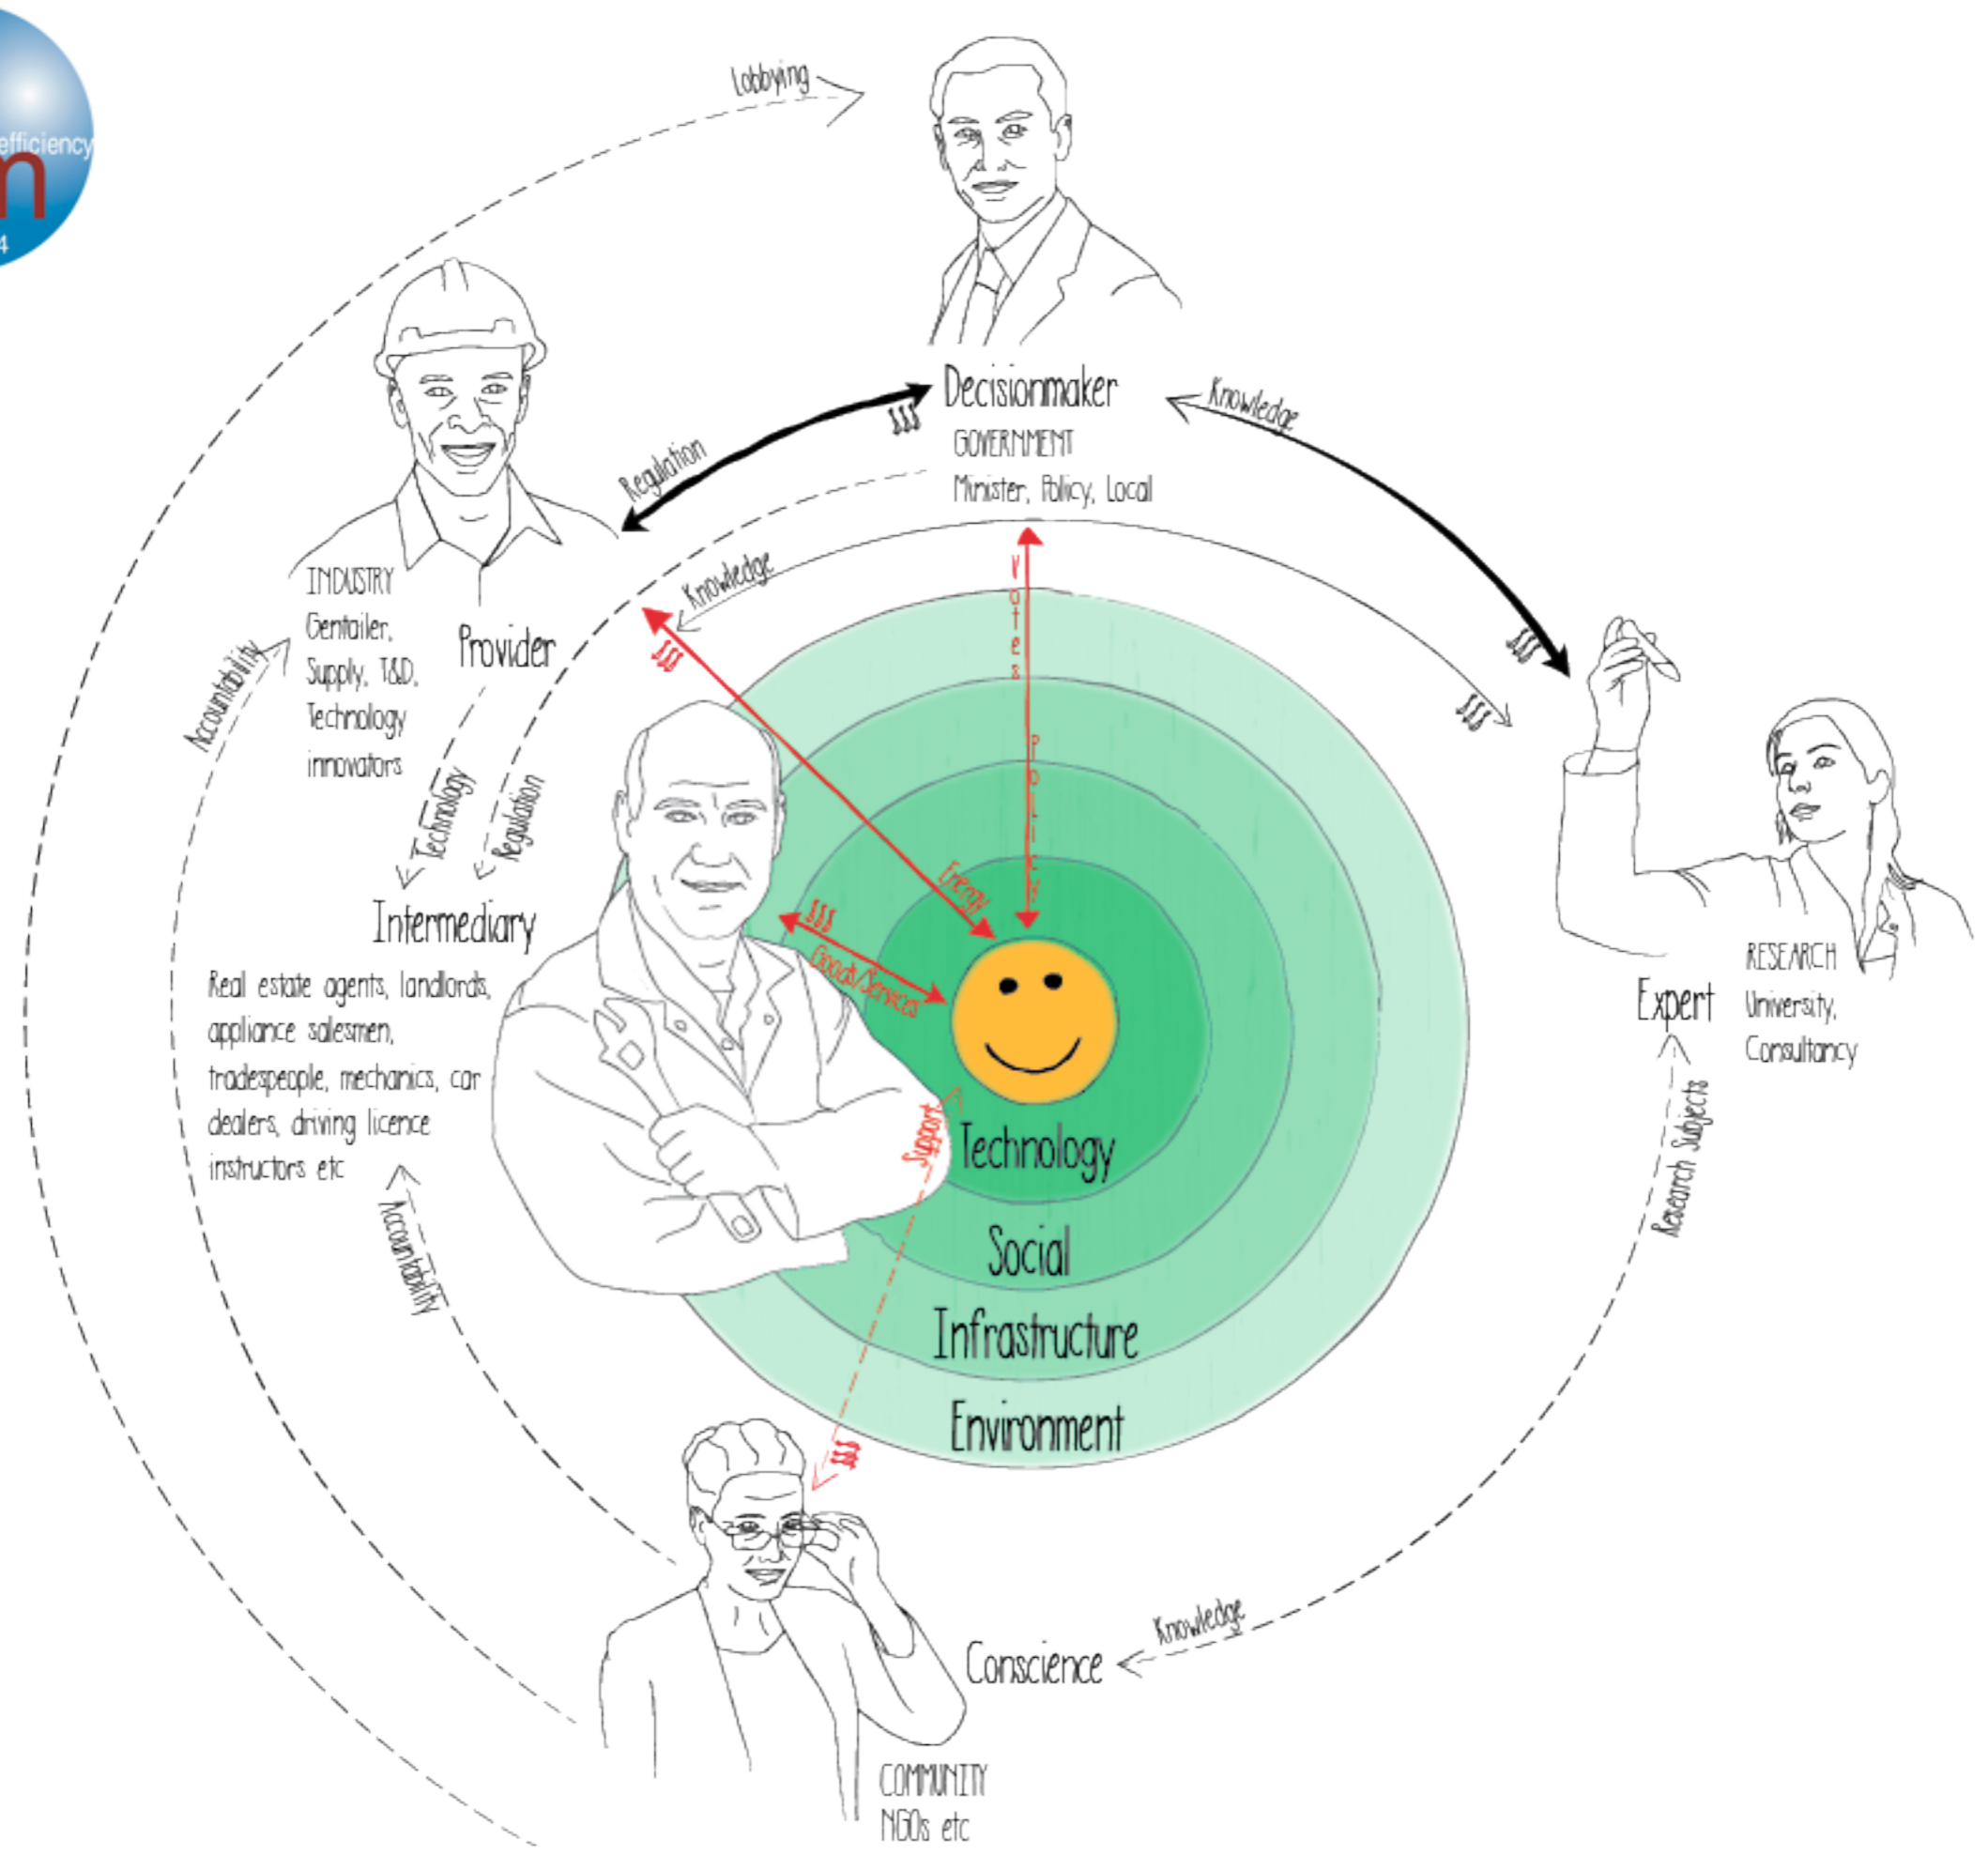 efficiency
n
4
Lobbying
Decisionmaker
GOVERNMENT
Minister, Policy, Local
Regulation
Knowledge
Knowledge
$$$
$$$
$$$
$$$
Votes
Policy
INDUSTRY
Gentailer,
Supply, T&D,
Technology
innovators
Provider
Accountability
Technology
Regulation
Intermediary
Real estate agents, landlords,
appliance salesmen,
tradespeople, mechanics, car
dealers, driving licence
instructors etc
Accountability
Energy
$$$
Goods/Services
Support
$$$
Technology
Social
Infrastructure
Environment
Expert
RESEARCH
University,
Consultancy
Research Subjects
Knowledge
Conscience
COMMUNITY
NGOs etc